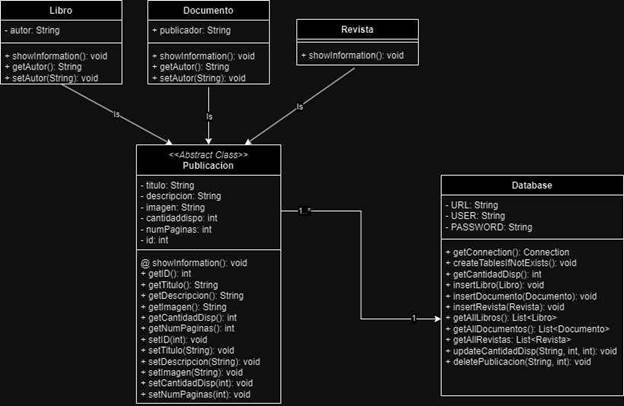 Libro
- autor: String
+ showInformation(): void
+ getAutor(): String
+ setAutor(String): void
Documento
+ publicador: String
+ showInformation(): void
+ getAutor(): String
+ setAutor(String): void
Revista
+ showInformation(): void
Is
Is
Is
<<Abstract Class>>
Publicacion
- titulo: String
- descripcion: String
- imagen: String
- cantidaddispo: int
- numPaginas: int
- id: int
@ showInformation(): void
+ getID(): int
+ getTitulo(): String
+ getDescripcion(): String
+ getImagen(): String
+ getCantidadDisp(): int
+ getNumPaginas(): int
+ setID(int): void
+ setTitulo(String): void
+ setDescripcion(String): void
+ setImagen(String): void
+ setCantidadDisp(int): void
+ setNumPaginas(int): void
1..*
1
Database
- URL: String
- USER: String
- PASSWORD: String
+ getConnection(): Connection
+ createTablesIfNotExists(): void
+ getCantidadDisp(): int
+ insertLibro(Libro): void
+ insertDocumento(Documento): void
+ insertRevista(Revista): void
+ getAllLibros(): List<Libro>
+ getAllDocumentos(): List<Documento>
+ getAllRevistas: List<Revista>
+ updateCantidadDisp(String, int, int): void
+ deletePublicacion(String, int): void